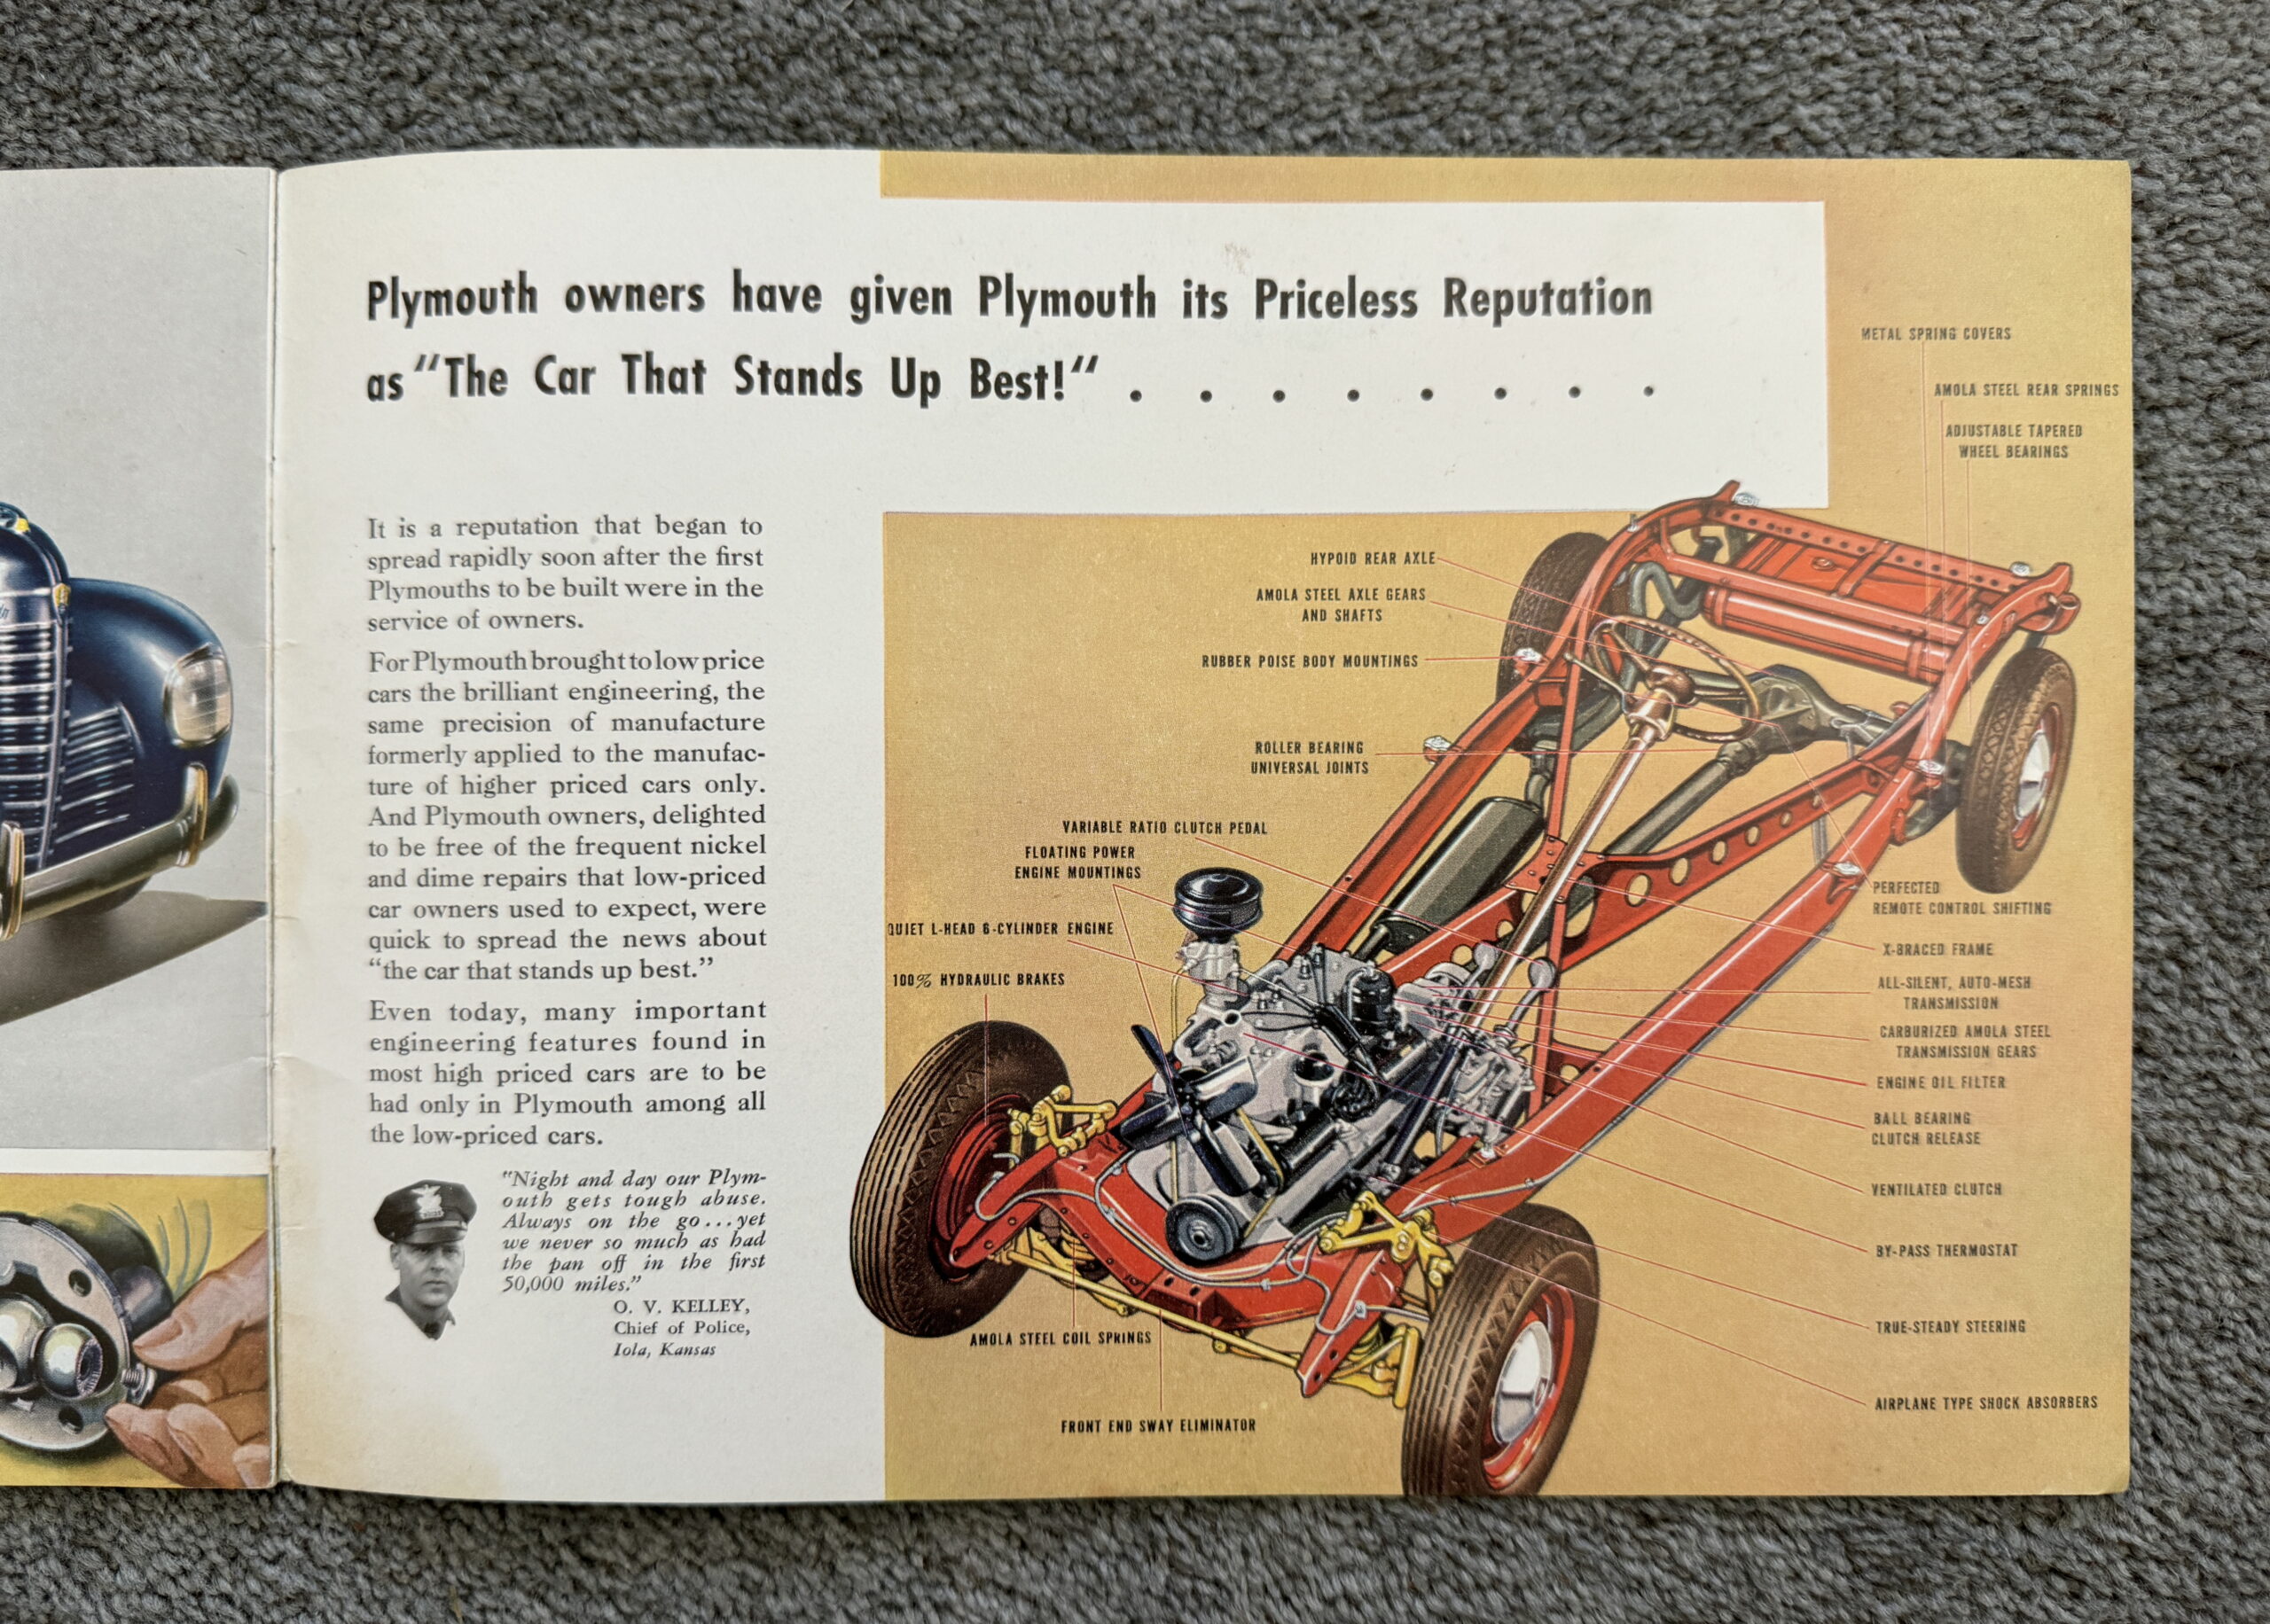 Plymouth owners have given Plymouth its Priceless Reputation
as "The Car That Stands Up Best!" . . . . . . . .
It is a reputation that began to
spread rapidly soon after the first
Plymouths to be built were in the
service of owners.
For Plymouth brought to low price
cars the brilliant engineering, the
same precision of manufacture
formerly applied to the manufac-
ture of higher priced cars only.
And Plymouth owners, delighted
to be free of the frequent nickel
and dime repairs that low-priced
car owners used to expect, were
quick to spread the news about
"the car that stands up best."
Even today, many important
engineering features found in
most high priced cars are to be
had only in Plymouth among all
the low-priced cars.
"Night and day our Plym-
outh gets tough abuse.
Always on the go...yet
we never so much as had
the pan off in the first
50,000 miles."
O. V. KELLEY,
Chief of Police,
Iola, Kansas
METAL SPRING COVERS
AMOLA STEEL REAR SPRINGS
ADJUSTABLE TAPERED
WHEEL BEARINGS
HYPOID REAR AXLE
AMOLA STEEL AXLE GEARS
AND SHAFTS
RUBBER POISE BODY MOUNTINGS
ROLLER BEARING
UNIVERSAL JOINTS
VARIABLE RATIO CLUTCH PEDAL
FLOATING POWER
ENGINE MOUNTINGS
QUIET L-HEAD 6-CYLINDER ENGINE
100% HYDRAULIC BRAKES
AMOLA STEEL COIL SPRINGS
FRONT END SWAY ELIMINATOR
PERFECTED
REMOTE CONTROL SHIFTING
X-BRACED FRAME
ALL-SILENT, AUTO-MESH
TRANSMISSION
CARBURIZED AMOLA STEEL
TRANSMISSION GEARS
ENGINE OIL FILTER
BALL BEARING
CLUTCH RELEASE
VENTILATED CLUTCH
BY-PASS THERMOSTAT
TRUE-STEADY STEERING
AIRPLANE TYPE SHOCK ABSORBERS